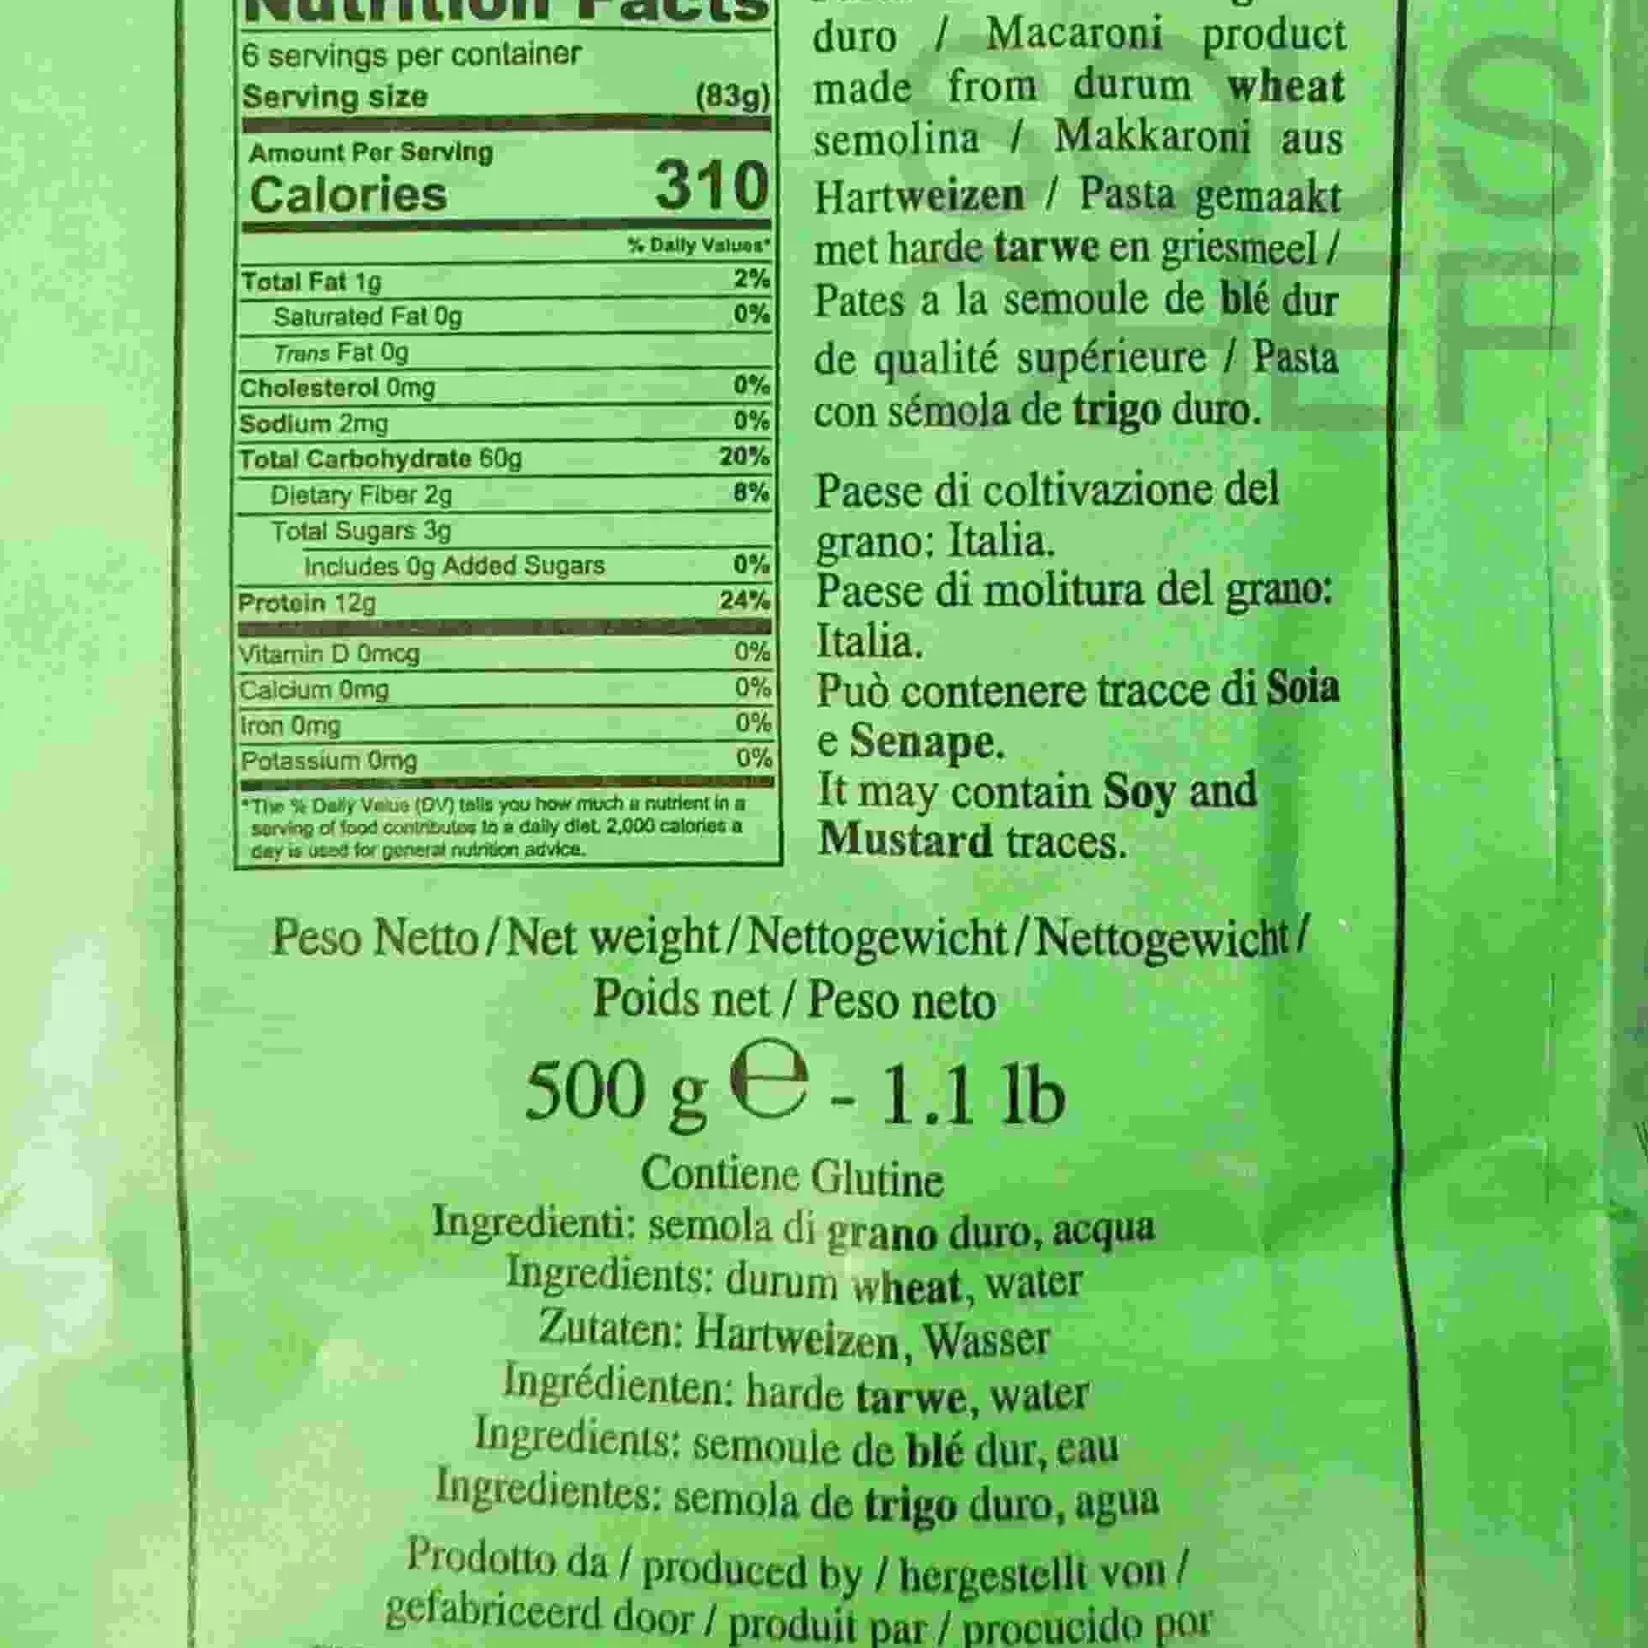 Nutrition Facts
6 servings per container
Serving size (83g)
Amount Per Serving
Calories 310
% Daily Values*
Total Fat 1g 2%
Saturated Fat 0g 0%
Trans Fat 0g
Cholesterol 0mg 0%
Sodium 2mg 0%
Total Carbohydrate 60g 20%
Dietary Fiber 2g 8%
Total Sugars 3g
Includes 0g Added Sugars 0%
Protein 12g 24%
Vitamin D 0mcg 0%
Calcium 0mg 0%
Iron 0mg 0%
Potassium 0mg 0%
*The % Daily Value (DV) tells you how much a nutrient in a
serving of food contributes to a daily diet. 2,000 calories a
day is used for general nutrition advice.
duro / Macaroni product
made from durum wheat
semolina / Makkaroni aus
Hartweizen / Pasta gemaakt
met harde tarwe en griesmeel /
Pates a la semoule de blé dur
de qualité supérieure / Pasta
con sémola de trigo duro.
Paese di coltivazione del
grano: Italia.
Paese di molitura del grano:
Italia.
Può contenere tracce di Soia
e Senape.
It may contain Soy and
Mustard traces.
SOUS
CHEF
Peso Netto/Net weight/Nettogewicht/Nettogewicht/
Poids net / Peso neto
500 g ℮ - 1.1 lb
Contiene Glutine
Ingredienti: semola di grano duro, acqua
Ingredients: durum wheat, water
Zutaten: Hartweizen, Wasser
Ingrédienten: harde tarwe, water
Ingredients: semoule de blé dur, eau
Ingredientes: semola de trigo duro, agua
Prodotto da / produced by / hergestellt von /
gefabriceerd door / produit par / procucido por